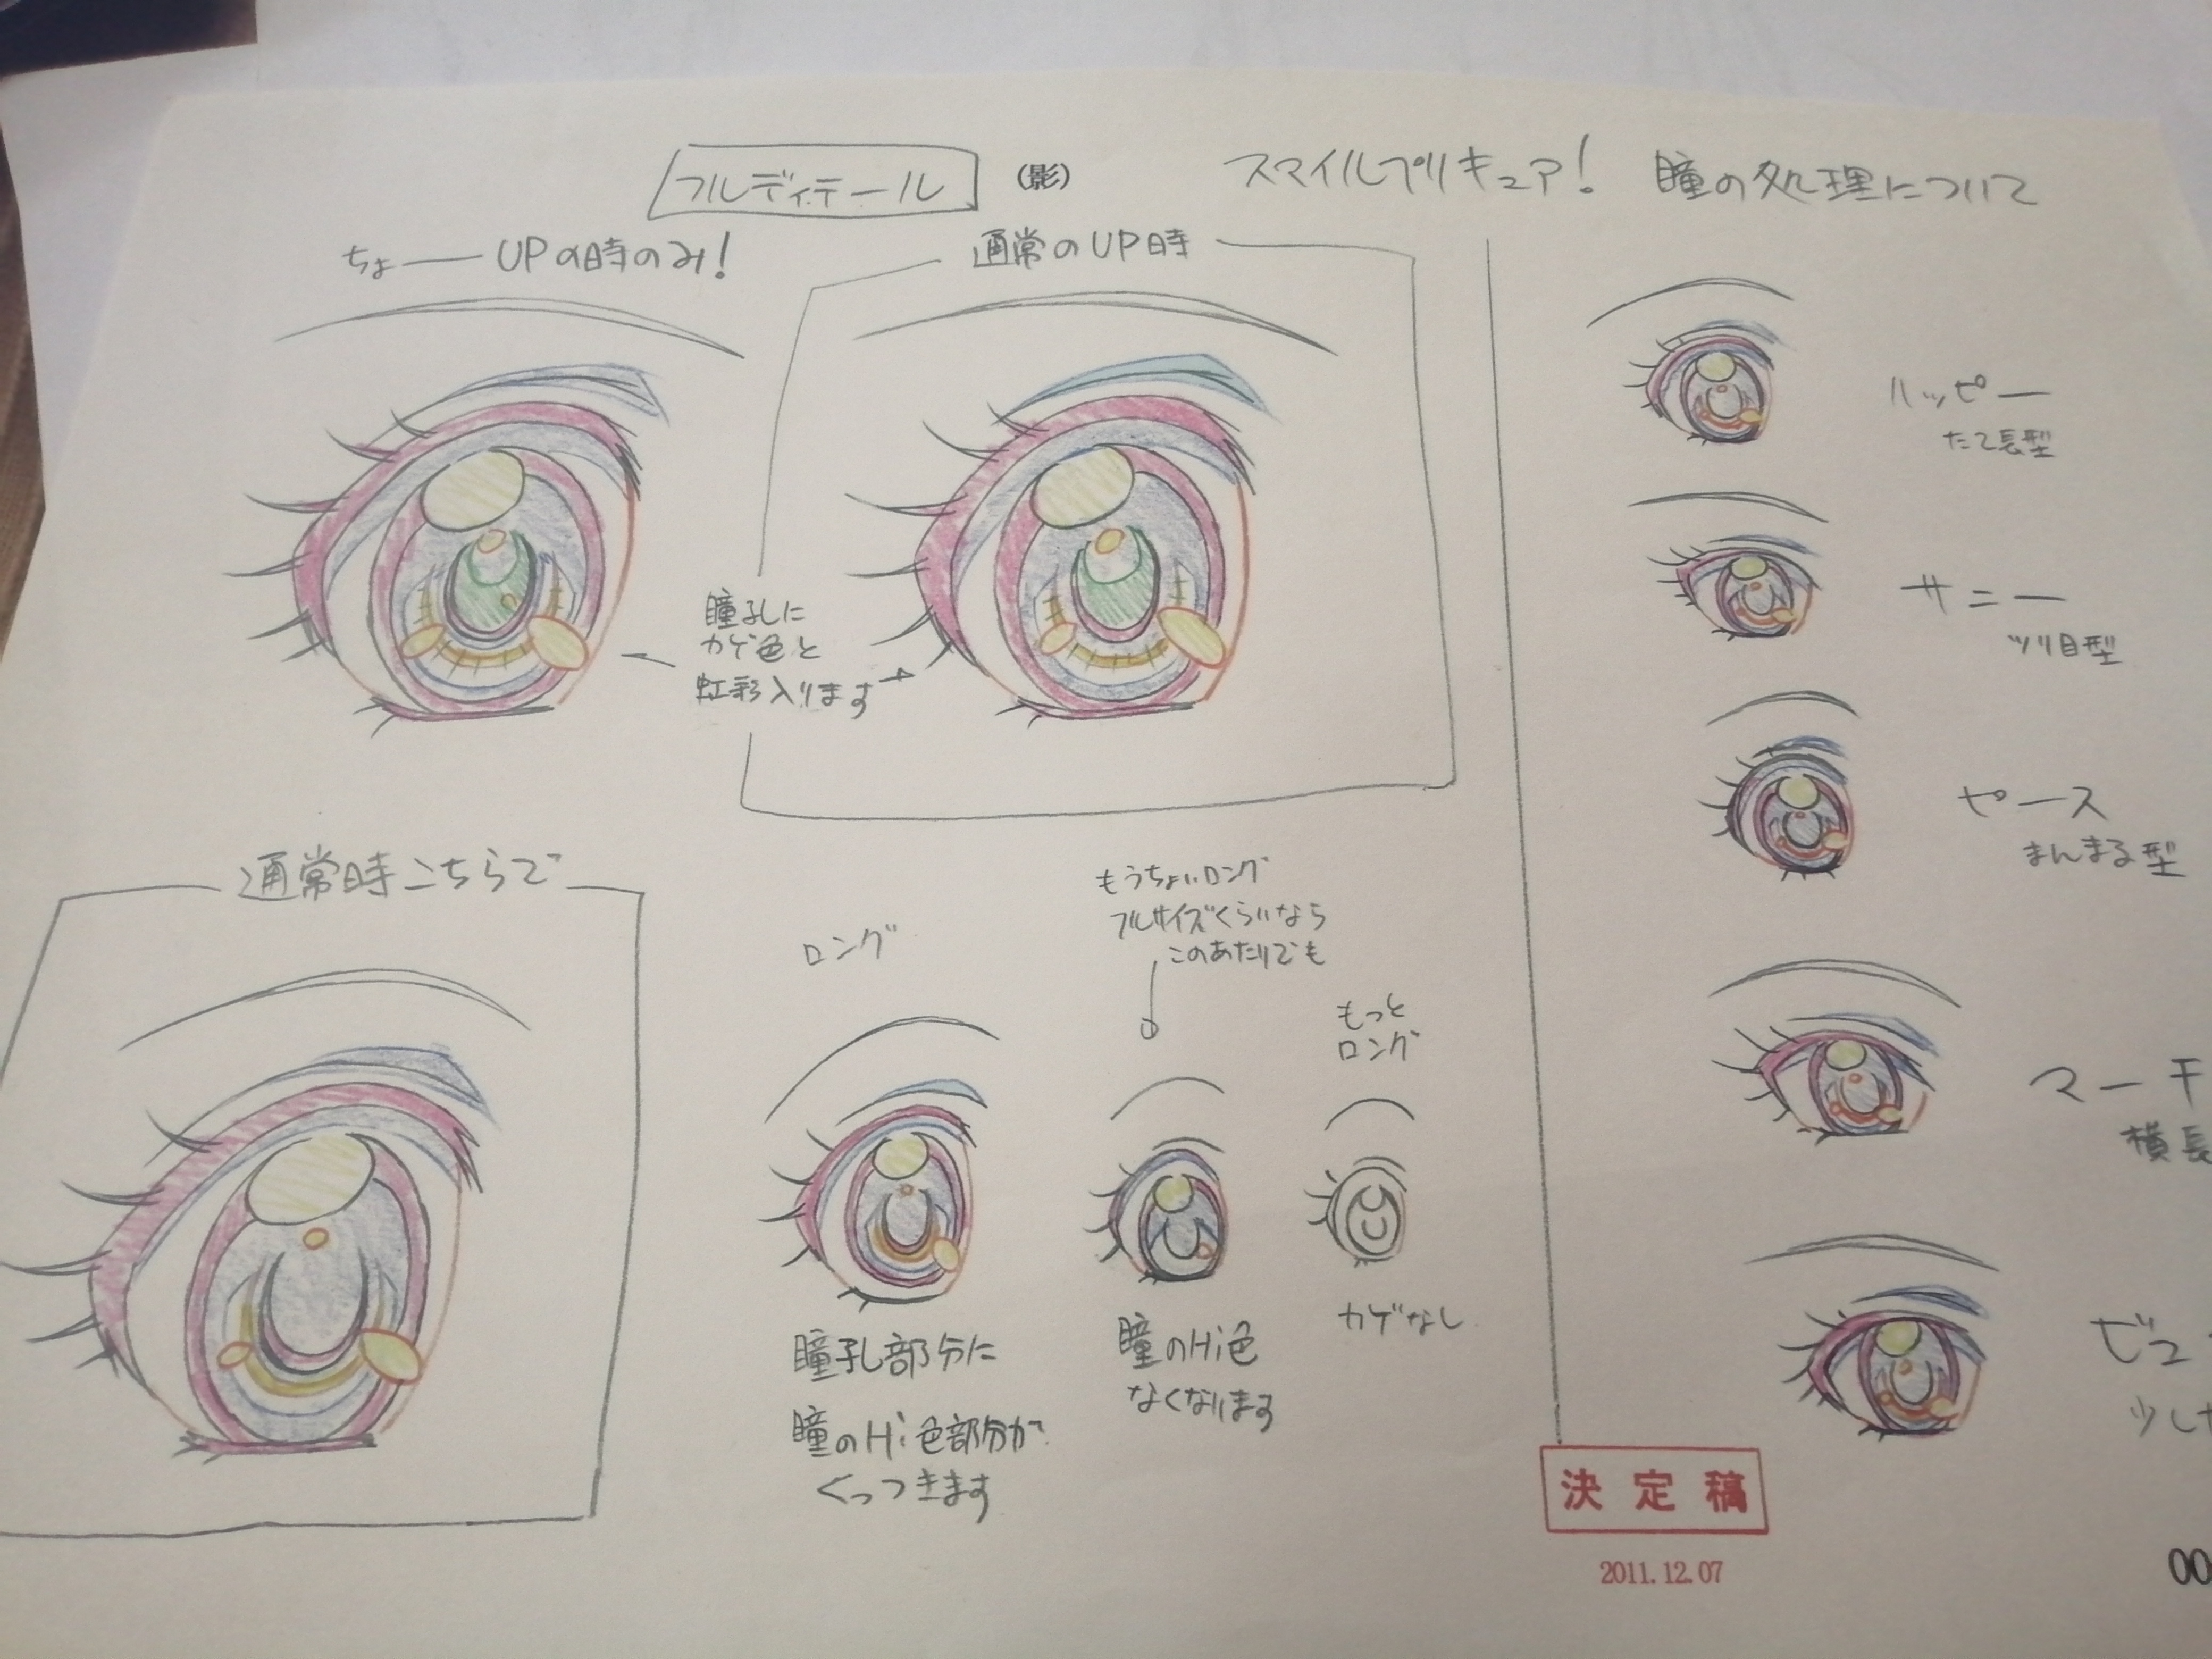 フルディテール
(影)
スマイルプリキュア! 瞳の処理について
ちょーーUPの時のみ!
通常のUP時
瞳孔に
カゲ色と
虹彩入ります
通常時こちらで
ロング
もうちょいロング
フルサイズくらいなら
このあたりでも
もっと
ロング
瞳孔部分に
瞳のHi色部分が
くっつきます
瞳のHi色
なくなります
カゲなし
ハッピー
たて長型
サニー
ツリ目型
ピース
まんまる型
マーチ
横長
ビュ
少し
決定稿
2011.12.07
00